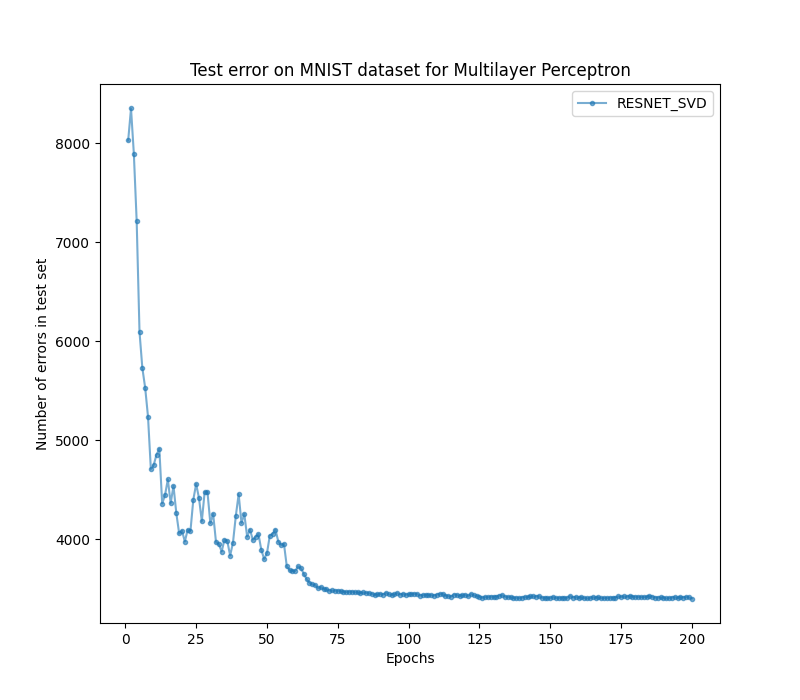 Test error on MNIST dataset for Multilayer Perceptron
RESNET_SVD
8000
7000
6000
5000
4000
Number of errors in test set
0 25 50 75 100 125 150 175 200
Epochs